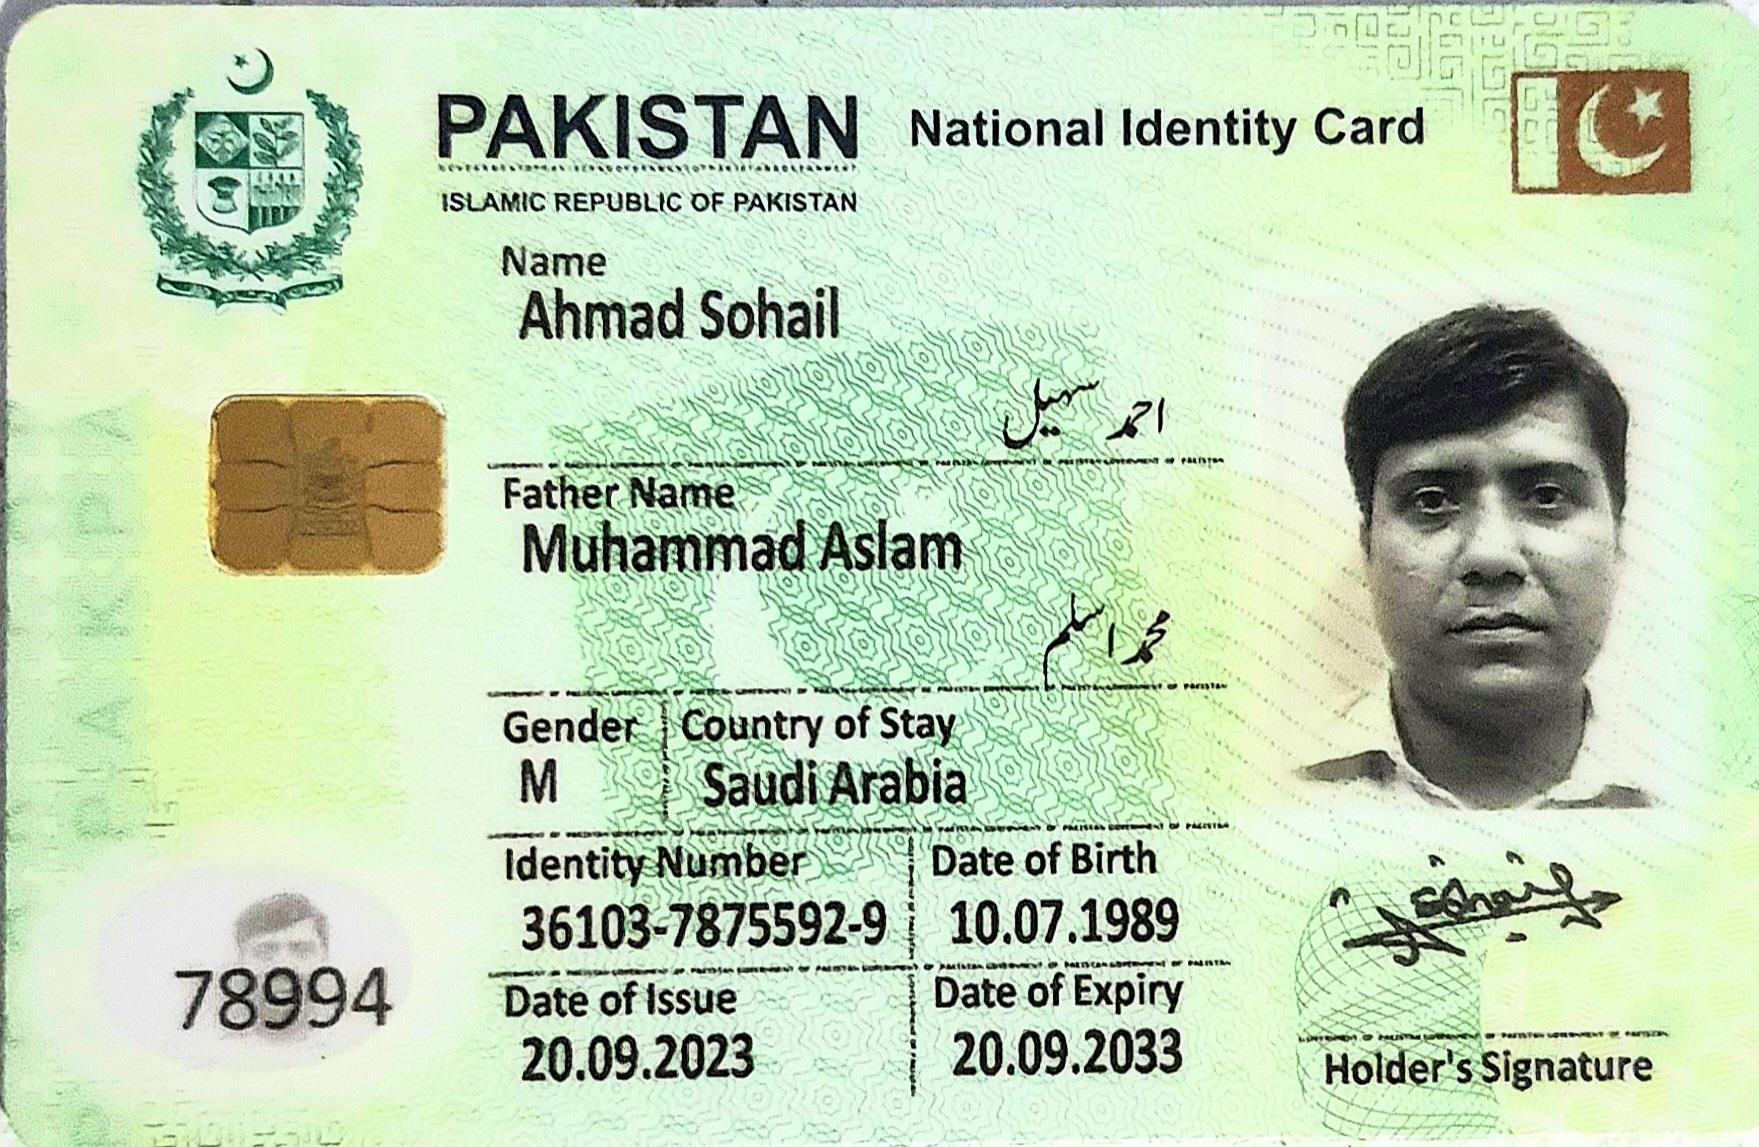 PAKISTAN National Identity Card
ISLAMIC REPUBLIC OF PAKISTAN
Name
Ahmad Sohail
احمد سہیل
Father Name
Muhammad Aslam
محمد اسلم
Gender Country of Stay
M Saudi Arabia
Identity Number Date of Birth
36103-7875592-9 10.07.1989
Date of Issue Date of Expiry
20.09.2023 20.09.2033
78994
Holder's Signature